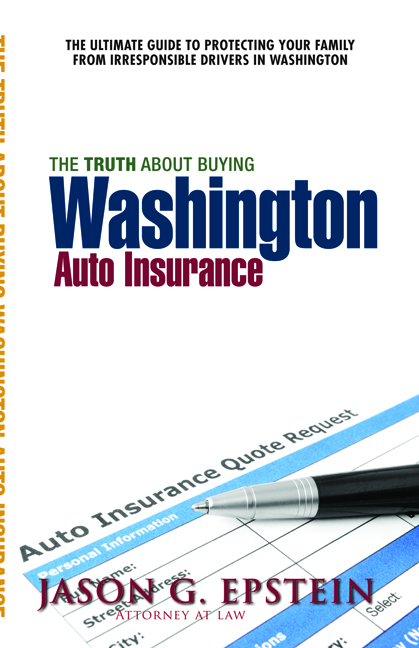 THE ULTIMATE GUIDE TO PROTECTING YOUR FAMILY
FROM IRRESPONSIBLE DRIVERS IN WASHINGTON
THE TRUTH ABOUT BUYING
Washington
Auto Insurance
Auto Insurance Quote Request
Personal Information
Full Name:
Street Address:
City:
Select
JASON G. EPSTEIN
ATTORNEY AT LAW
THE TRUTH ABOUT BUYING WASHINGTON AUTO INSURANCE